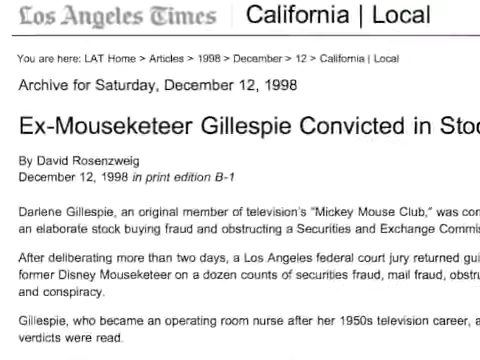 Los Angeles Times California | Local
You are here: LAT Home > Articles > 1998 > December > 12 > California | Local
Archive for Saturday, December 12, 1998
Ex-Mouseketeer Gillespie Convicted in
By David Rosenzweig
December 12, 1998 in print edition B-1
Darlene Gillespie, an original member of television's "Mickey Mouse Club," was
an elaborate stock buying fraud and obstructing a Securities and Exchange
After deliberating more than two days, a Los Angeles federal court jury returned
former Disney Mouseketeer on a dozen counts of securities fraud, mail fraud,
and conspiracy.
Gillespie, who became an operating room nurse after her 1950s television career,
verdicts were read.